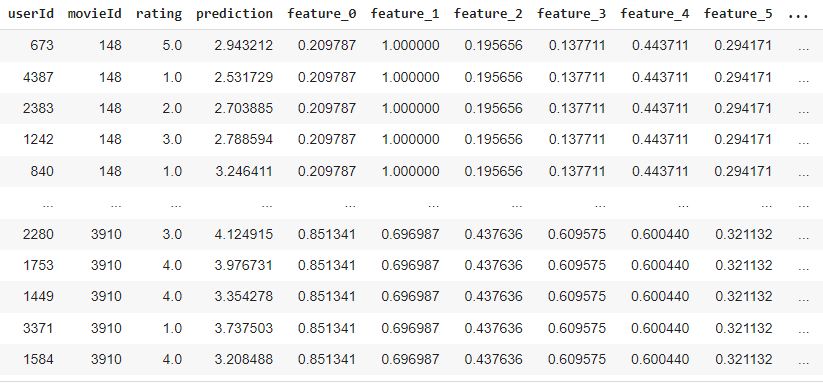 userId movieId rating prediction feature_0 feature_1 feature_2 feature_3 feature_4 feature_5 ...
673 148 5.0 2.943212 0.209787 1.000000 0.195656 0.137711 0.443711 0.294171 ...
4387 148 1.0 2.531729 0.209787 1.000000 0.195656 0.137711 0.443711 0.294171 ...
2383 148 2.0 2.703885 0.209787 1.000000 0.195656 0.137711 0.443711 0.294171 ...
1242 148 3.0 2.788594 0.209787 1.000000 0.195656 0.137711 0.443711 0.294171 ...
840 148 1.0 3.246411 0.209787 1.000000 0.195656 0.137711 0.443711 0.294171 ...
... ... ... ... ... ... ... ... ... ... ...
2280 3910 3.0 4.124915 0.851341 0.696987 0.437636 0.609575 0.600440 0.321132 ...
1753 3910 4.0 3.976731 0.851341 0.696987 0.437636 0.609575 0.600440 0.321132 ...
1449 3910 4.0 3.354278 0.851341 0.696987 0.437636 0.609575 0.600440 0.321132 ...
3371 3910 1.0 3.737503 0.851341 0.696987 0.437636 0.609575 0.600440 0.321132 ...
1584 3910 4.0 3.208488 0.851341 0.696987 0.437636 0.609575 0.600440 0.321132 ...